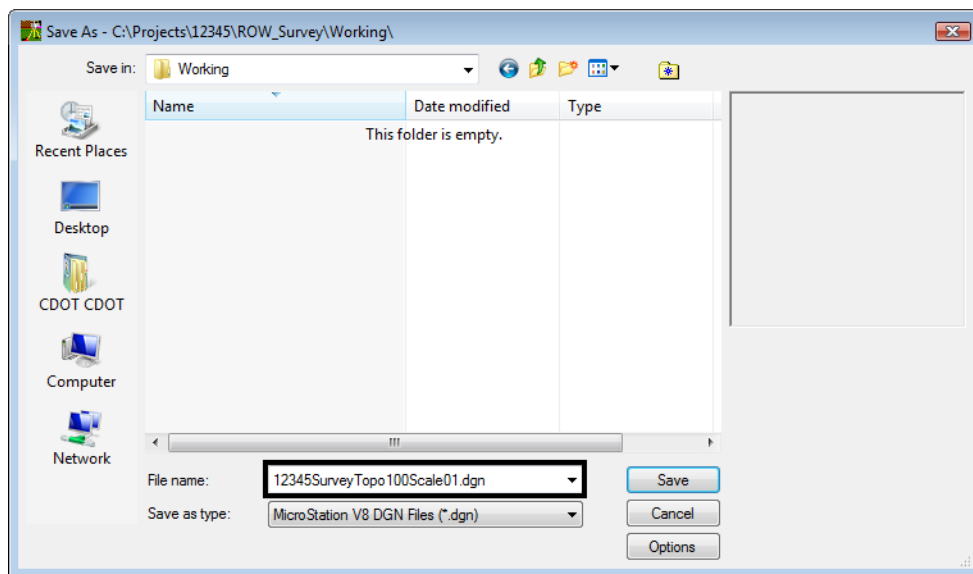 Save As - C:\Projects\12345\ROW_Survey\Working\
Save in: Working
Name Date modified Type
This folder is empty.
Recent Places
Desktop
CDOT CDOT
Computer
Network
File name: 12345SurveyTopo100Scale01.dgn Save
Save as type: MicroStation V8 DGN Files (*.dgn) Cancel
Options